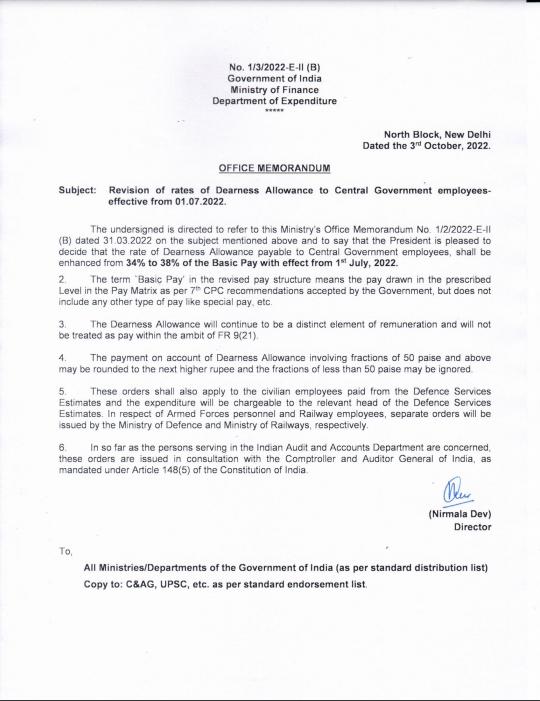 No. 1/3/2022-E-II (B)
Government of India
Ministry of Finance
Department of Expenditure
*****
North Block, New Delhi
Dated the 3rd October, 2022.
OFFICE MEMORANDUM
Subject: Revision of rates of Dearness Allowance to Central Government employees-
effective from 01.07.2022.
The undersigned is directed to refer to this Ministry's Office Memorandum No. 1/2/2022-E-II
(B) dated 31.03.2022 on the subject mentioned above and to say that the President is pleased to
decide that the rate of Dearness Allowance payable to Central Government employees, shall be
enhanced from 34% to 38% of the Basic Pay with effect from 1st July, 2022.
2. The term `Basic Pay' in the revised pay structure means the pay drawn in the prescribed
Level in the Pay Matrix as per 7th CPC recommendations accepted by the Government, but does not
include any other type of pay like special pay, etc.
3. The Dearness Allowance will continue to be a distinct element of remuneration and will not
be treated as pay within the ambit of FR 9(21).
4. The payment on account of Dearness Allowance involving fractions of 50 paise and above
may be rounded to the next higher rupee and the fractions of less than 50 paise may be ignored.
5. These orders shall also apply to the civilian employees paid from the Defence Services
Estimates and the expenditure will be chargeable to the relevant head of the Defence Services
Estimates. In respect of Armed Forces personnel and Railway employees, separate orders will be
issued by the Ministry of Defence and Ministry of Railways, respectively.
6. In so far as the persons serving in the Indian Audit and Accounts Department are concerned,
these orders are issued in consultation with the Comptroller and Auditor General of India, as
mandated under Article 148(5) of the Constitution of India.
(Nirmala Dev)
Director
To,
All Ministries/Departments of the Government of India (as per standard distribution list)
Copy to: C&AG, UPSC, etc. as per standard endorsement list.